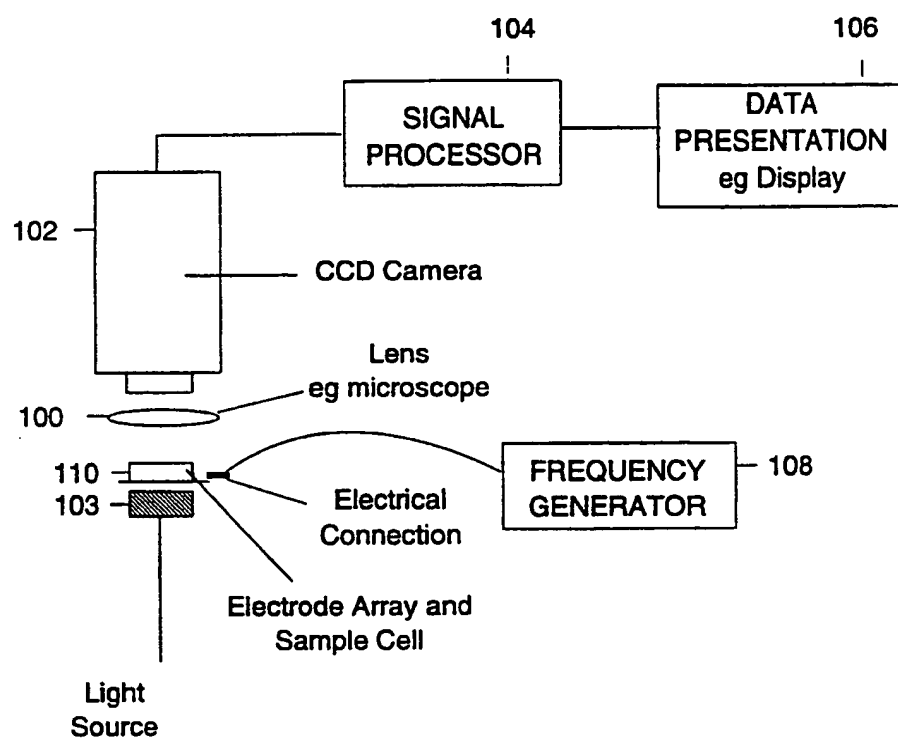 104
106
SIGNAL
PROCESSOR
DATA
PRESENTATION
eg Display
102
CCD Camera
Lens
eg microscope
100
110
103
FREQUENCY
GENERATOR
108
Electrical
Connection
Electrode Array and
Sample Cell
Light
Source